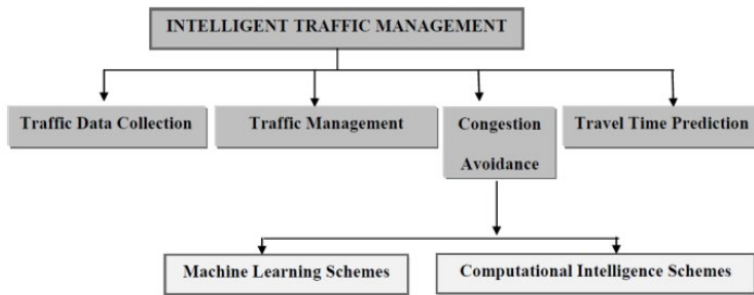 INTELLIGENT TRAFFIC MANAGEMENT
Traffic Data Collection
Traffic Management
Congestion
Avoidance
Travel Time Prediction
Machine Learning Schemes
Computational Intelligence Schemes